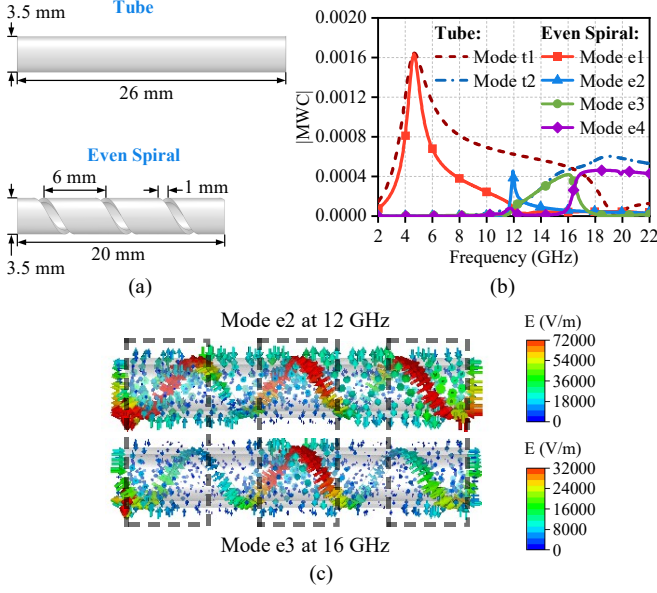 Tube
3.5 mm
26 mm
Even Spiral
6 mm
1 mm
20 mm
3.5 mm
(a)
|MWC|
0.0020
0.0016
0.0012
0.0008
0.0004
0.0000
Tube: Even Spiral:
Mode t1 Mode e1
Mode t2 Mode e2
Mode e3
Mode e4
2 4 6 8 10 12 14 16 18 20 22
Frequency (GHz)
(b)
Mode e2 at 12 GHz
E (V/m)
72000
60000
48000
36000
24000
12000
0
E (V/m)
32000
24000
16000
8000
0
Mode e3 at 16 GHz
(c)